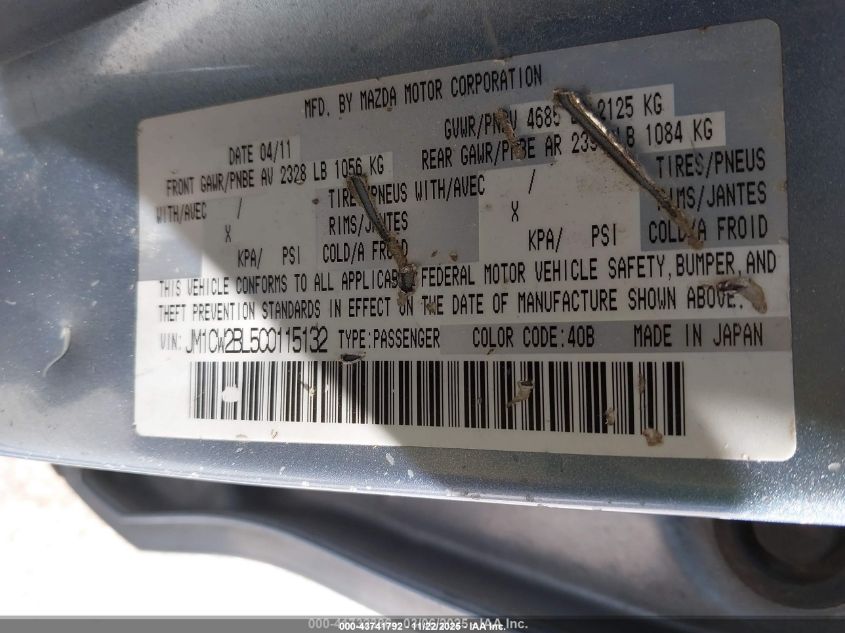 MFD. BY MAZDA MOTOR CORPORATION
DATE 04/11 GVWR/PNBV 4685 2125 KG
FRONT GAWR/PNBE AV 2328 LB 1056 KG REAR GAWR/PNBE AR LB 1084 KG
WITH/AVEC / TIRES/PNEUS WITH/AVEC / TIRES/PNEUS
X RIMS/JANTES X RIMS/JANTES
KPA/ PSI COLD/A FROID KPA/ PSI COLD/A FROID
THIS VEHICLE CONFORMS TO ALL APPLICABLE FEDERAL MOTOR VEHICLE SAFETY, BUMPER, AND
THEFT PREVENTION STANDARDS IN EFFECT ON THE DATE OF MANUFACTURE SHOWN ABOVE.
VIN: JM1CW2BL5C0115132 TYPE:PASSENGER COLOR CODE:40B MADE IN JAPAN
000-43741792 - 11/22/2025 - IAA Inc.